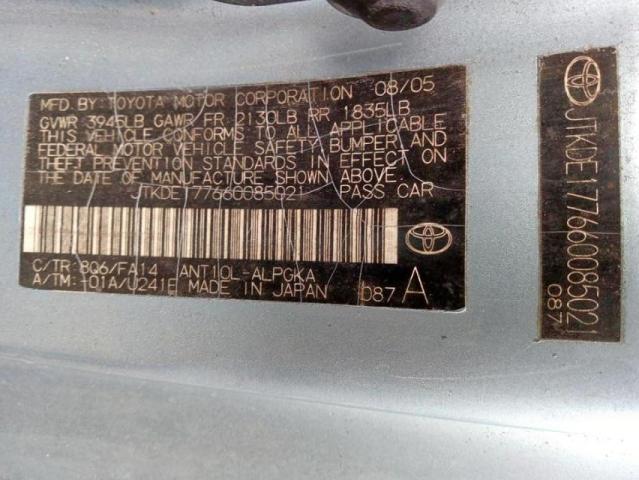 MFD. BY: TOYOTA MOTOR CORPORATION 08/05
GVWR 3945LB GAWR FR 2130LB RR 1835LB
THIS VEHICLE CONFORMS TO ALL APPLICABLE
FEDERAL MOTOR VEHICLE SAFETY, BUMPER AND
THEFT PREVENTION STANDARDS IN EFFECT ON
THE DATE OF MANUFACTURE SHOWN ABOVE.
JTKDE177660085021 PASS CAR
C/TR: 8Q6/FA14 ANT10L-ALPGKA
A/TM: -01A/U241E MADE IN JAPAN 087 A
JTKDE177660085021
087